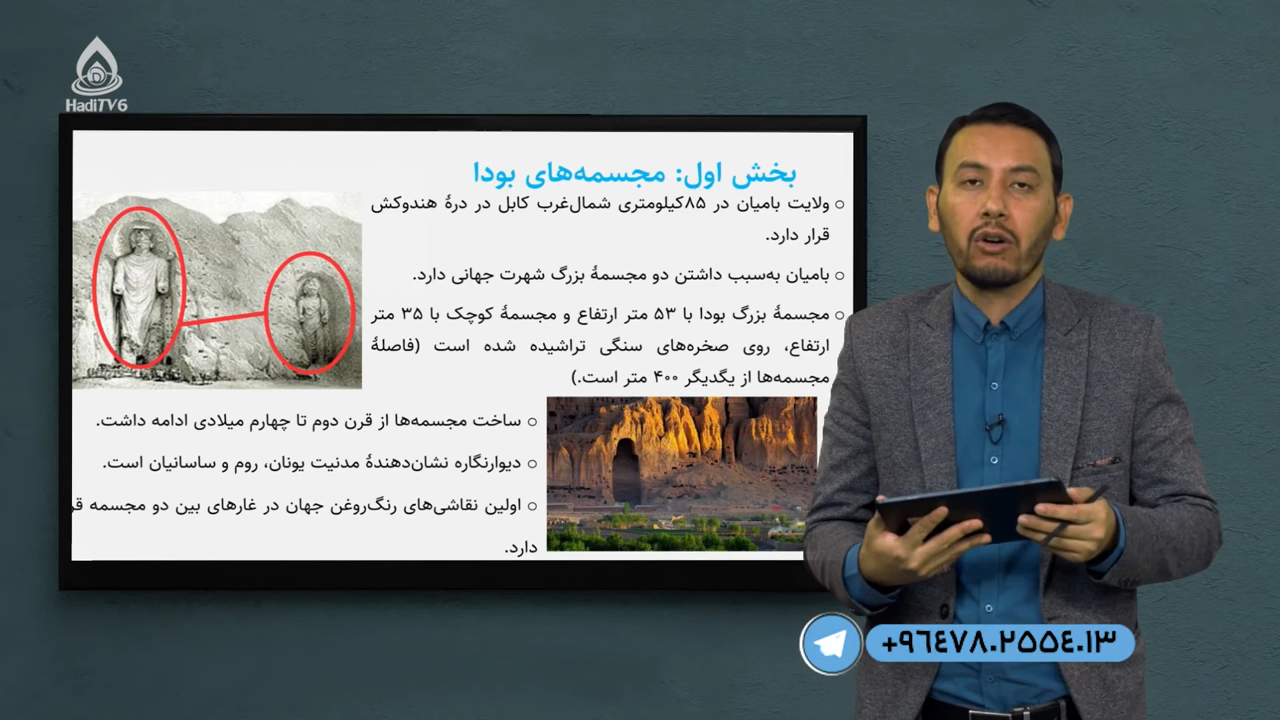 HadiTV6
بخش اول: مجسمه‌های بودا
○ ولایت بامیان در ۸۵کیلومتری شمال‌غرب کابل در درهٔ هندوکش
قرار دارد.
○ بامیان به‌سبب داشتن دو مجسمهٔ بزرگ شهرت جهانی دارد.
○ مجسمهٔ بزرگ بودا با ۵۳ متر ارتفاع و مجسمهٔ کوچک با ۳۵ متر
ارتفاع، روی صخره‌های سنگی تراشیده شده است (فاصلهٔ
مجسمه‌ها از یگدیگر ۴۰۰ متر است.)
○ ساخت مجسمه‌ها از قرن دوم تا چهارم میلادی ادامه داشت.
○ دیوارنگاره نشان‌دهندهٔ مدنیت یونان، روم و ساسانیان است.
○ اولین نقاشی‌های رنگ‌روغن جهان در غارهای بین دو مجسمه
دارد.
+٩٦٤٧٨٠٢٥٥٤٠١٣